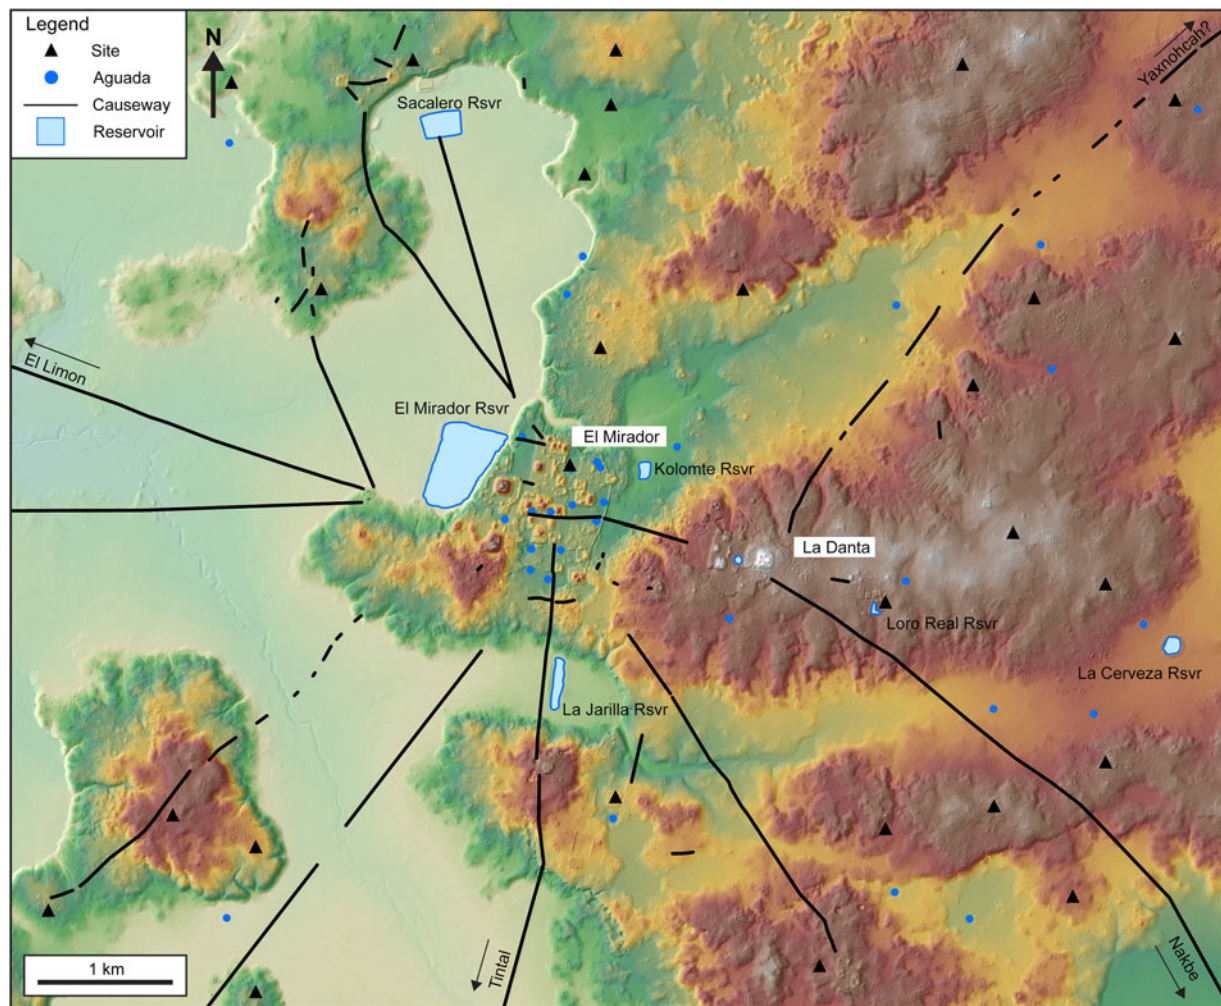 Legend
Site
Aguada
Causeway
Reservoir
N
Yaxnohcah?
Sacalero Rsvr
El Limon
El Mirador Rsvr
El Mirador
Kolomte Rsvr
La Danta
Loro Real Rsvr
La Cerveza Rsvr
La Jarilla Rsvr
Tintal
Nakbe
1 km